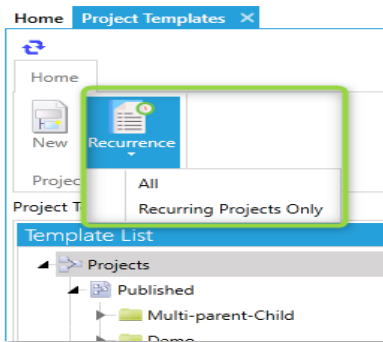 Home Project Templates
Home
New Recurrence
Projec
All
Project T
Recurring Projects Only
Template List
Projects
Published
Multi-parent-Child
Demo